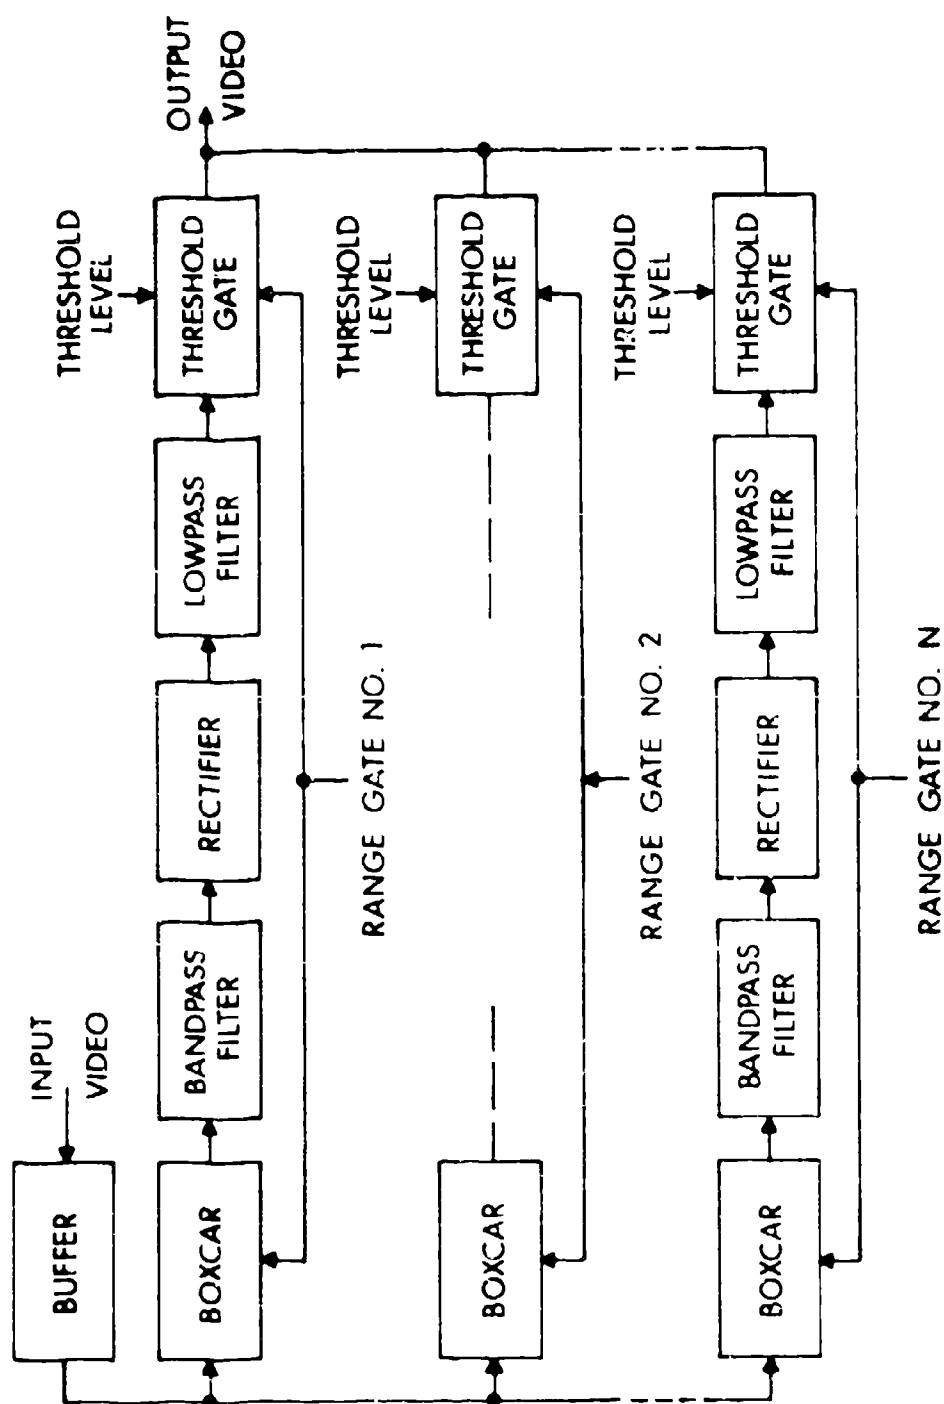 INPUT
VIDEO
BUFFER
BOXCAR
BANDPASS
FILTER
RECTIFIER
LOWPASS
FILTER
THRESHOLD
GATE
THRESHOLD
LEVEL
OUTPUT
VIDEO
RANGE GATE NO. 1
BOXCAR
THRESHOLD
GATE
THRESHOLD
LEVEL
RANGE GATE NO. 2
BOXCAR
BANDPASS
FILTER
RECTIFIER
LOWPASS
FILTER
THRESHOLD
GATE
THRESHOLD
LEVEL
RANGE GATE NO. N